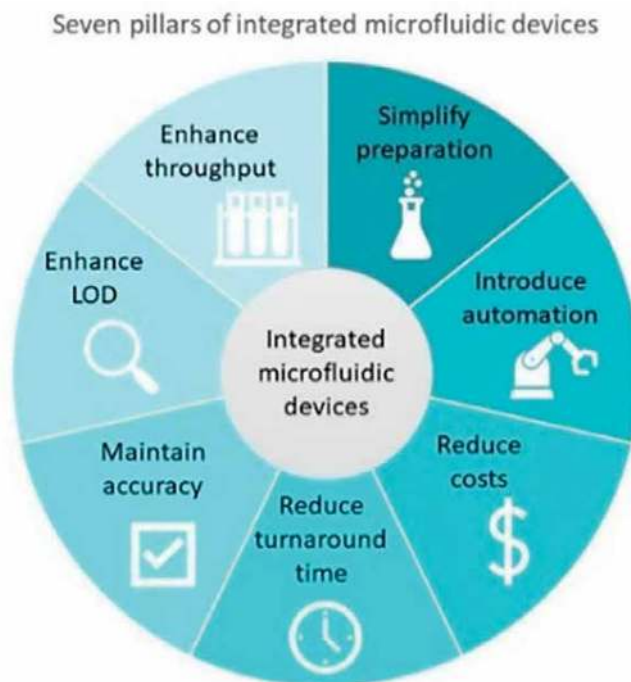 Seven pillars of integrated microfluidic devices
Simplify
preparation
Introduce
automation
Reduce
costs
Reduce
turnaround
time
Maintain
accuracy
Enhance
LOD
Enhance
throughput
Integrated
microfluidic
devices
$